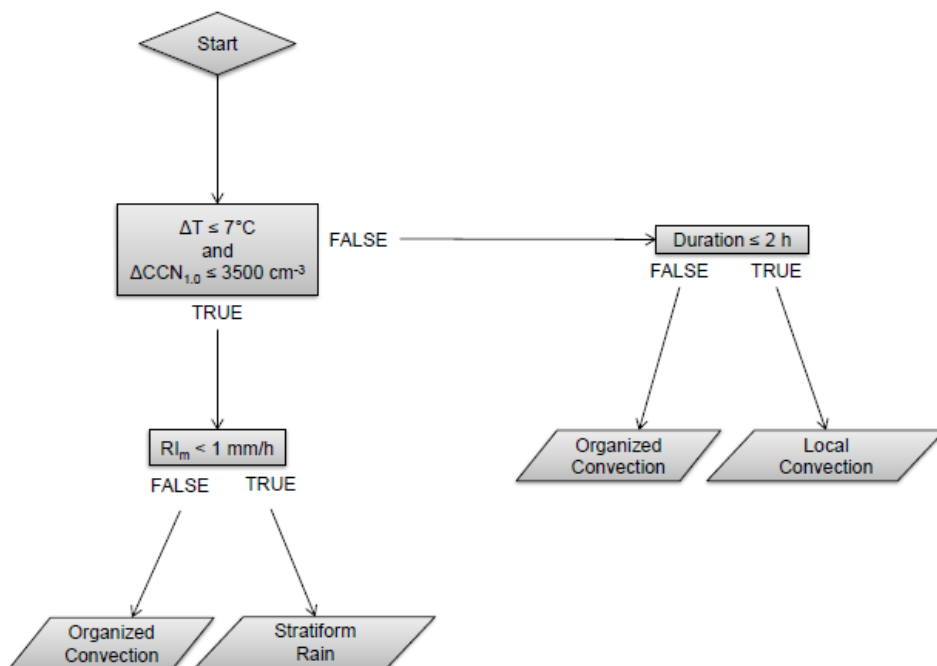 Start
ΔT ≤ 7°C
and
ΔCCN₁.₀ ≤ 3500 cm⁻³
FALSE
TRUE
Duration ≤ 2 h
FALSE
TRUE
Organized
Convection
Local
Convection
RIₘ < 1 mm/h
FALSE
TRUE
Organized
Convection
Stratiform
Rain